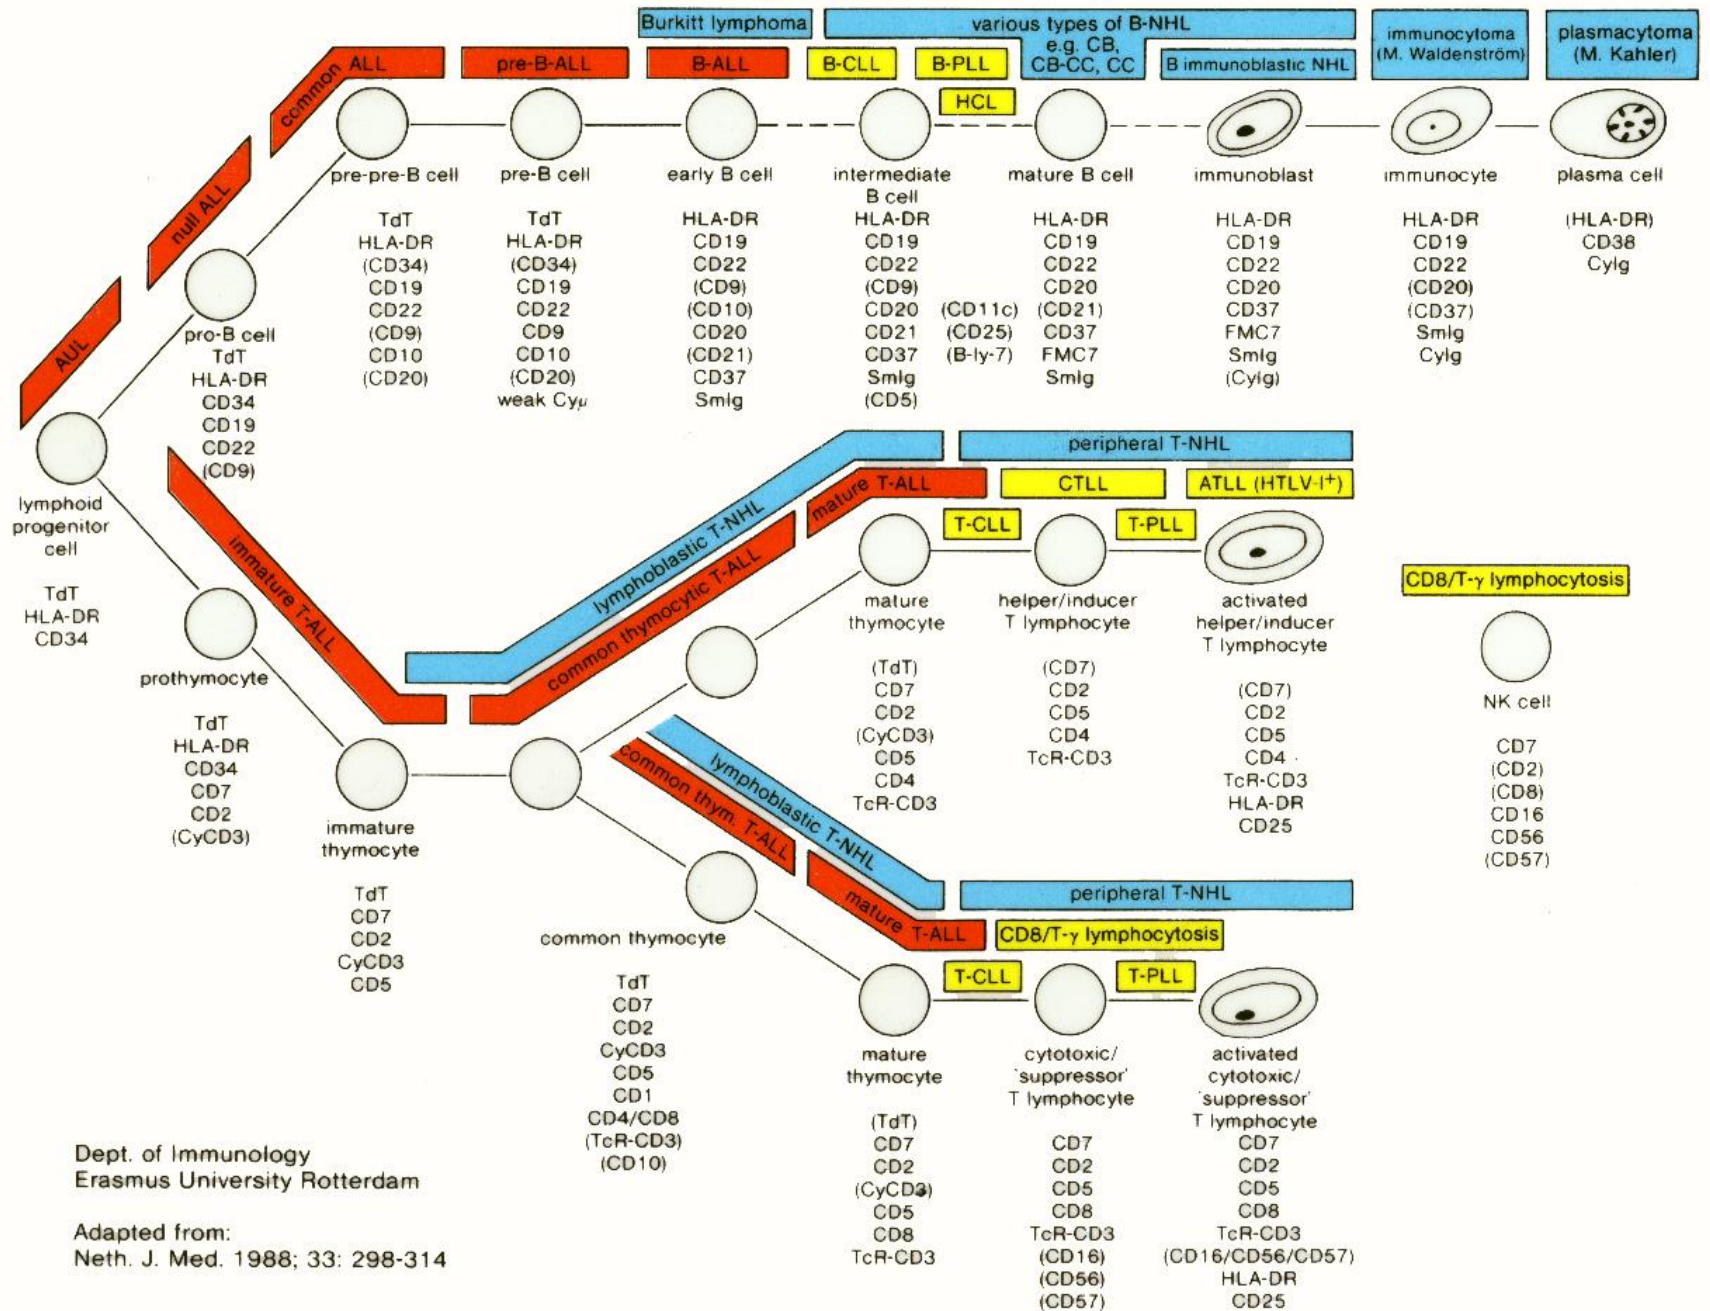 Burkitt lymphoma
various types of B-NHL
e.g. CB,
CB-CC, CC
immunocytoma
(M. Waldenström)
plasmacytoma
(M. Kahler)
common ALL
pre-B-ALL
B-ALL
B-CLL
B-PLL
B immunoblastic NHL
HCL
null ALL
AUL
pre-pre-B cell
TdT
HLA-DR
(CD34)
CD19
CD22
(CD9)
CD10
(CD20)
pre-B cell
TdT
HLA-DR
(CD34)
CD19
CD22
CD9
CD10
(CD20)
weak Cyμ
early B cell
HLA-DR
CD19
CD22
(CD9)
(CD10)
CD20
(CD21)
CD37
SmIg
intermediate
B cell
HLA-DR
CD19
CD22
(CD9)
CD20
CD21
CD37
SmIg
(CD5)
(CD11c)
(CD25)
(B-ly-7)
mature B cell
HLA-DR
CD19
CD22
CD20
(CD21)
CD37
FMC7
SmIg
immunoblast
HLA-DR
CD19
CD22
CD20
CD37
FMC7
SmIg
(CyIg)
immunocyte
HLA-DR
CD19
CD22
(CD20)
(CD37)
SmIg
CyIg
plasma cell
(HLA-DR)
CD38
CyIg
pro-B cell
TdT
HLA-DR
CD34
CD19
CD22
(CD9)
lymphoid
progenitor
cell
TdT
HLA-DR
CD34
immature T-ALL
lymphoblastic T-NHL
common thymocytic T-ALL
mature T-ALL
peripheral T-NHL
CTLL
ATLL (HTLV-I+)
T-CLL
T-PLL
prothymocyte
TdT
HLA-DR
CD34
CD7
CD2
(CyCD3)
immature
thymocyte
TdT
CD7
CD2
CyCD3
CD5
mature
thymocyte
(TdT)
CD7
CD2
(CyCD3)
CD5
CD4
TcR-CD3
helper/inducer
T lymphocyte
(CD7)
CD2
CD5
CD4
TcR-CD3
activated
helper/inducer
T lymphocyte
(CD7)
CD2
CD5
CD4
TcR-CD3
HLA-DR
CD25
CD8/T-γ lymphocytosis
NK cell
CD7
(CD2)
(CD8)
CD16
CD56
(CD57)
lymphoblastic T-NHL
common thym. T-ALL
mature T-ALL
peripheral T-NHL
CD8/T-γ lymphocytosis
T-CLL
T-PLL
common thymocyte
TdT
CD7
CD2
CyCD3
CD5
CD1
CD4/CD8
(TcR-CD3)
(CD10)
mature
thymocyte
(TdT)
CD7
CD2
(CyCD3)
CD5
CD8
TcR-CD3
cytotoxic/
'suppressor'
T lymphocyte
CD7
CD2
CD5
CD8
TcR-CD3
(CD16)
(CD56)
(CD57)
activated
cytotoxic/
'suppressor'
T lymphocyte
CD7
CD2
CD5
CD8
TcR-CD3
(CD16/CD56/CD57)
HLA-DR
CD25
Dept. of Immunology
Erasmus University Rotterdam
Adapted from:
Neth. J. Med. 1988; 33: 298-314